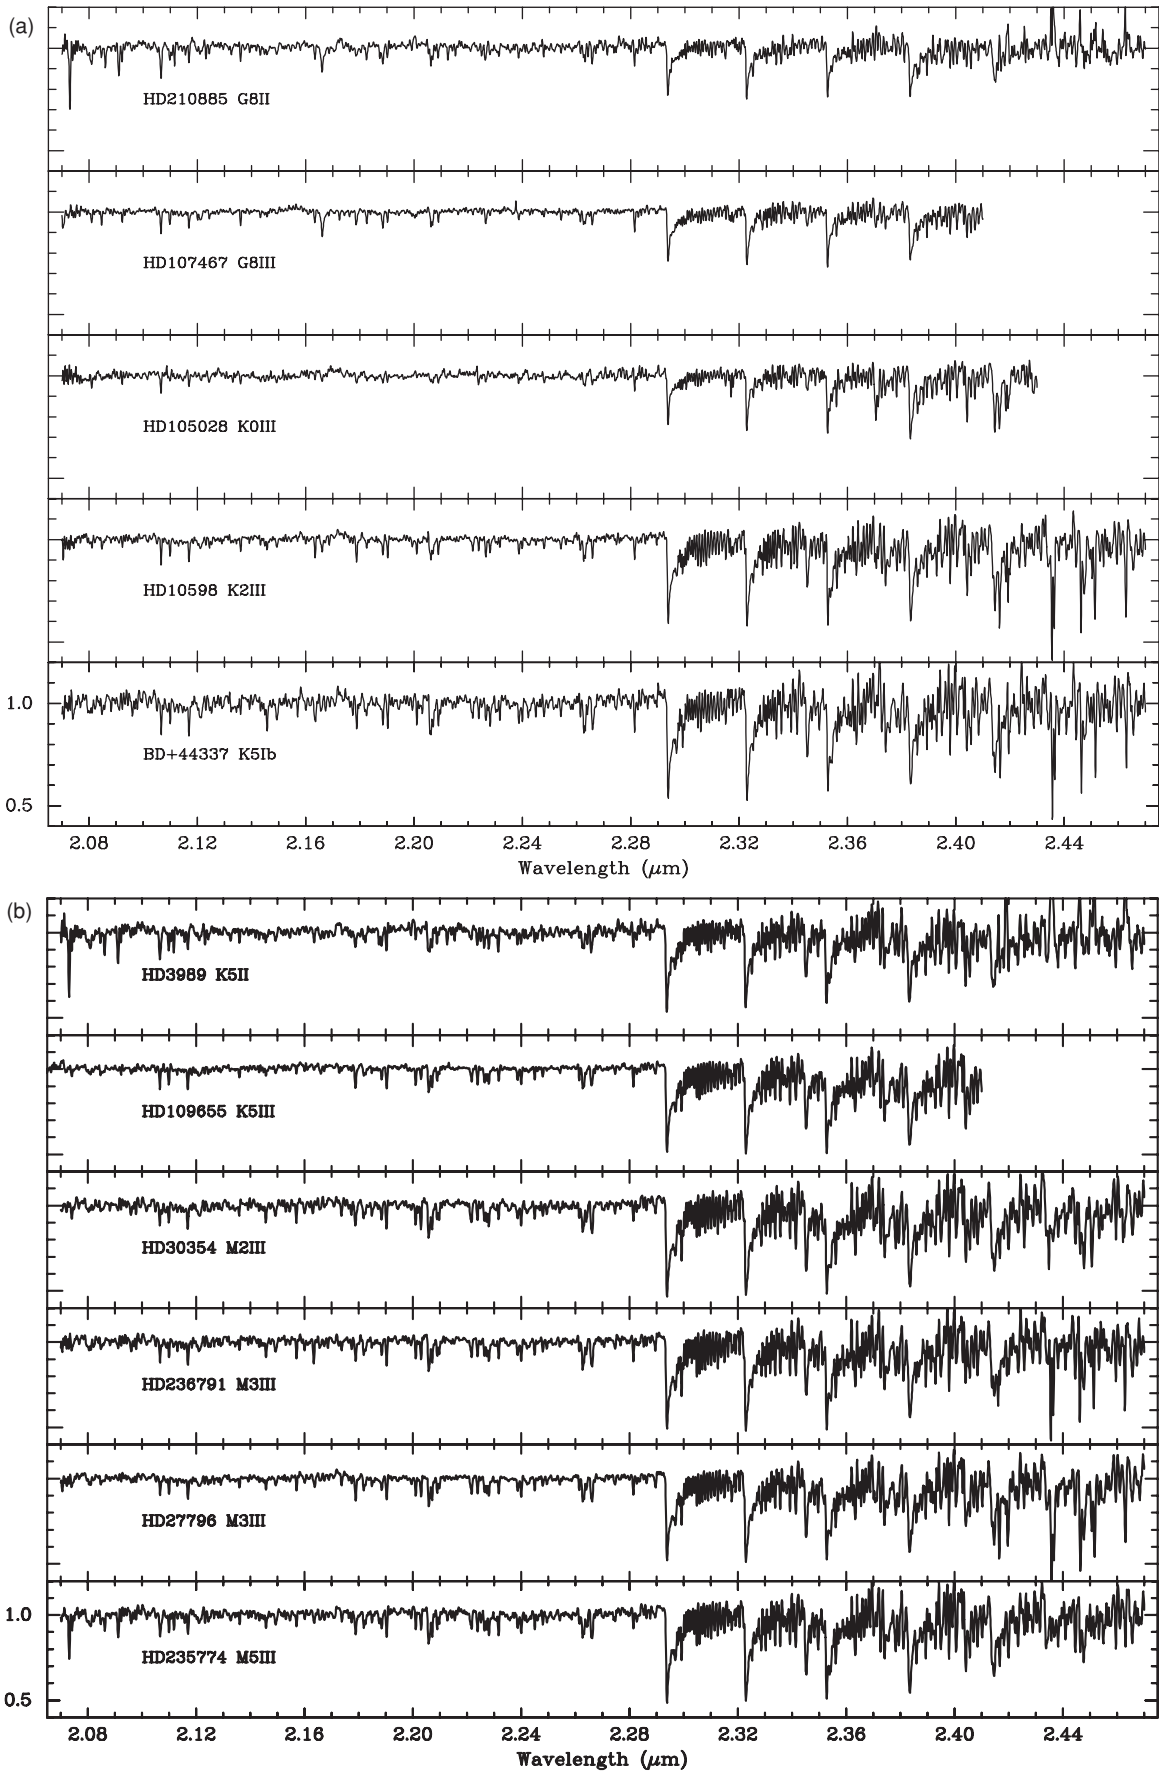 (a)
HD210885 G8II
HD107467 G8III
HD105028 K0III
HD10598 K2III
1.0
BD+44337 K5Ib
0.5
2.08 2.12 2.16 2.20 2.24 2.28 2.32 2.36 2.40 2.44
Wavelength (μm)
(b)
HD3989 K5II
HD109655 K5III
HD30354 M2III
HD236791 M3III
HD27796 M3III
1.0
HD235774 M5III
0.5
2.08 2.12 2.16 2.20 2.24 2.28 2.32 2.36 2.40 2.44
Wavelength (μm)